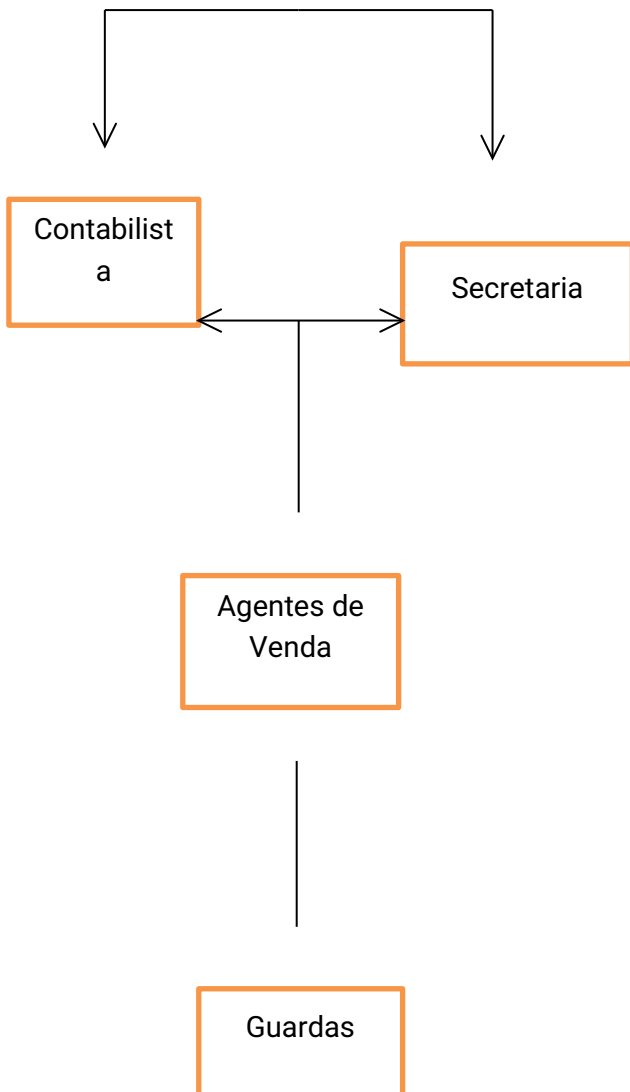 Contabilist
a
Secretaria
Agentes de
Venda
Guardas